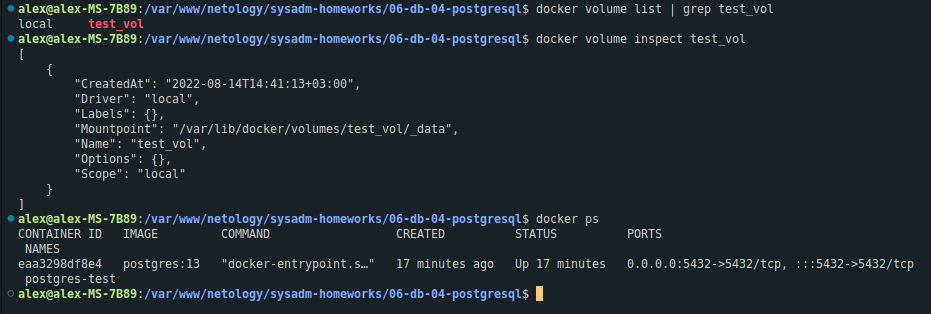 alex@alex-MS-7B89:/var/www/netology/sysadm-homeworks/06-db-04-postgresql$ docker volume list | grep test_vol
local     test_vol
alex@alex-MS-7B89:/var/www/netology/sysadm-homeworks/06-db-04-postgresql$ docker volume inspect test_vol
[
    {
        "CreatedAt": "2022-08-14T14:41:13+03:00",
        "Driver": "local",
        "Labels": {},
        "Mountpoint": "/var/lib/docker/volumes/test_vol/_data",
        "Name": "test_vol",
        "Options": {},
        "Scope": "local"
    }
]
alex@alex-MS-7B89:/var/www/netology/sysadm-homeworks/06-db-04-postgresql$ docker ps
CONTAINER ID   IMAGE         COMMAND                  CREATED          STATUS          PORTS
 NAMES
eaa3298df8e4   postgres:13   "docker-entrypoint.s…"   17 minutes ago   Up 17 minutes   0.0.0.0:5432->5432/tcp, :::5432->5432/tcp
 postgres-test
alex@alex-MS-7B89:/var/www/netology/sysadm-homeworks/06-db-04-postgresql$